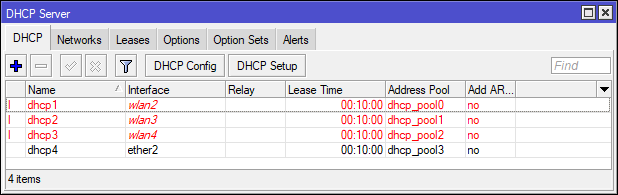 DHCP Server
DHCP Networks Leases Options Option Sets Alerts
DHCP Config DHCP Setup Find
Name Interface Relay Lease Time Address Pool Add AR...
I dhcp1 wlan2 00:10:00 dhcp_pool0 no
I dhcp2 wlan3 00:10:00 dhcp_pool1 no
I dhcp3 wlan4 00:10:00 dhcp_pool2 no
dhcp4 ether2 00:10:00 dhcp_pool3 no
4 items